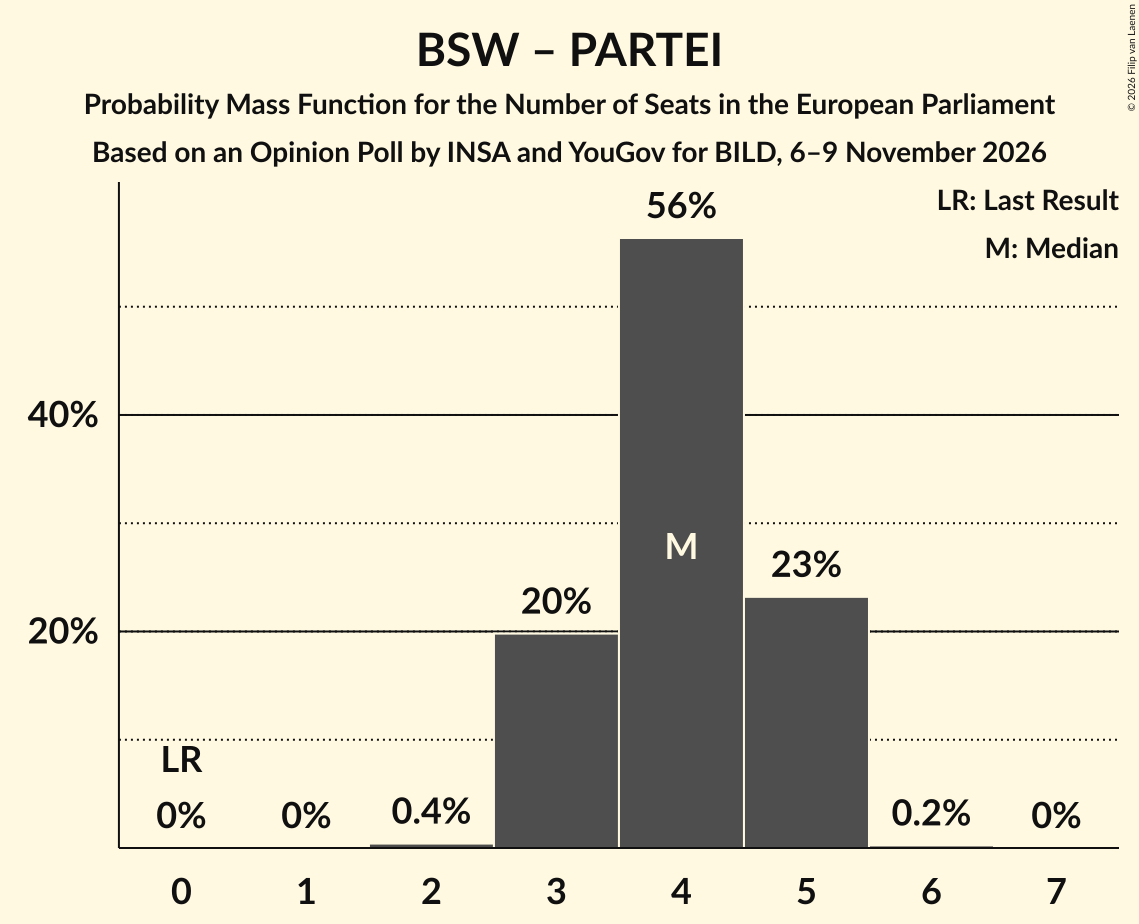 BSW – PARTEI
Probability Mass Function for the Number of Seats in the European Parliament
Based on an Opinion Poll by INSA and YouGov for BILD, 6–9 November 2026
© 2026 Filip van Laenen
LR: Last Result
M: Median
56%
40%
M
23%
20%
20%
LR
0%
0%
0.4%
0.2%
0%
0 1 2 3 4 5 6 7